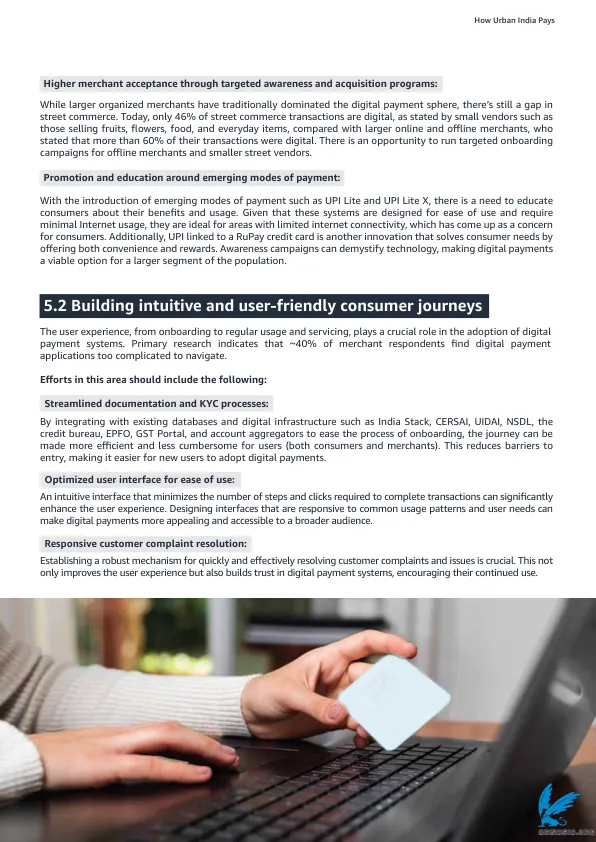 How Urban India Pays
Higher merchant acceptance through targeted awareness and acquisition programs:
While larger organized merchants have traditionally dominated the digital payment sphere, there's still a gap in
street commerce. Today, only 46% of street commerce transactions are digital, as stated by small vendors such as
those selling fruits, flowers, food, and everyday items, compared with larger online and offline merchants, who
stated that more than 60% of their transactions were digital. There is an opportunity to run targeted onboarding
campaigns for offline merchants and smaller street vendors.
Promotion and education around emerging modes of payment:
With the introduction of emerging modes of payment such as UPI Lite and UPI Lite X, there is a need to educate
consumers about their benefits and usage. Given that these systems are designed for ease of use and require
minimal Internet usage, they are ideal for areas with limited internet connectivity, which has come up as a concern
for consumers. Additionally, UPI linked to a RuPay credit card is another innovation that solves consumer needs by
offering both convenience and rewards. Awareness campaigns can demystify technology, making digital payments
a viable option for a larger segment of the population.
5.2 Building intuitive and user-friendly consumer journeys
The user experience, from onboarding to regular usage and servicing, plays a crucial role in the adoption of digital
payment systems. Primary research indicates that ~40% of merchant respondents find digital payment
applications too complicated to navigate.
Efforts in this area should include the following:
Streamlined documentation and KYC processes:
By integrating with existing databases and digital infrastructure such as India Stack, CERSAI, UIDAI, NSDL, the
credit bureau, EPFO, GST Portal, and account aggregators to ease the process of onboarding, the journey can be
made more efficient and less cumbersome for users (both consumers and merchants). This reduces barriers to
entry, making it easier for new users to adopt digital payments.
Optimized user interface for ease of use:
An intuitive interface that minimizes the number of steps and clicks required to complete transactions can significantly
enhance the user experience. Designing interfaces that are responsive to common usage patterns and user needs can
make digital payments more appealing and accessible to a broader audience.
Responsive customer complaint resolution:
Establishing a robust mechanism for quickly and effectively resolving customer complaints and issues is crucial. This not
only improves the user experience but also builds trust in digital payment systems, encouraging their continued use.